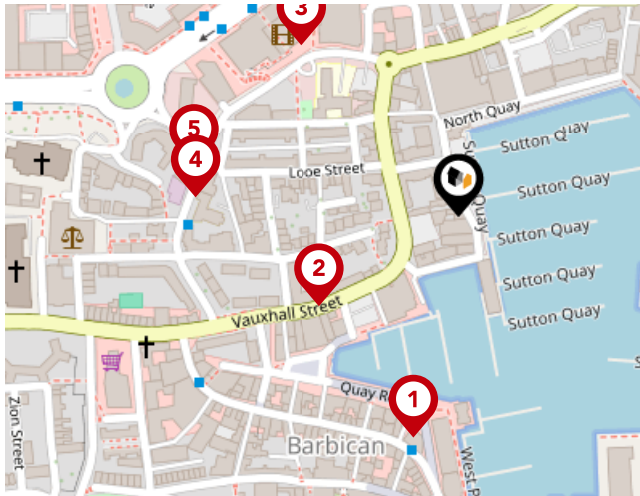 3
North Quay
Sutton Quay
5
4
Looe Street
Sutton Quay
Quay
Sutton Quay
2
Sutton Quay
Vauxhall Street
Sutton Quay
Quay
1
Zion Street
Barbican
West